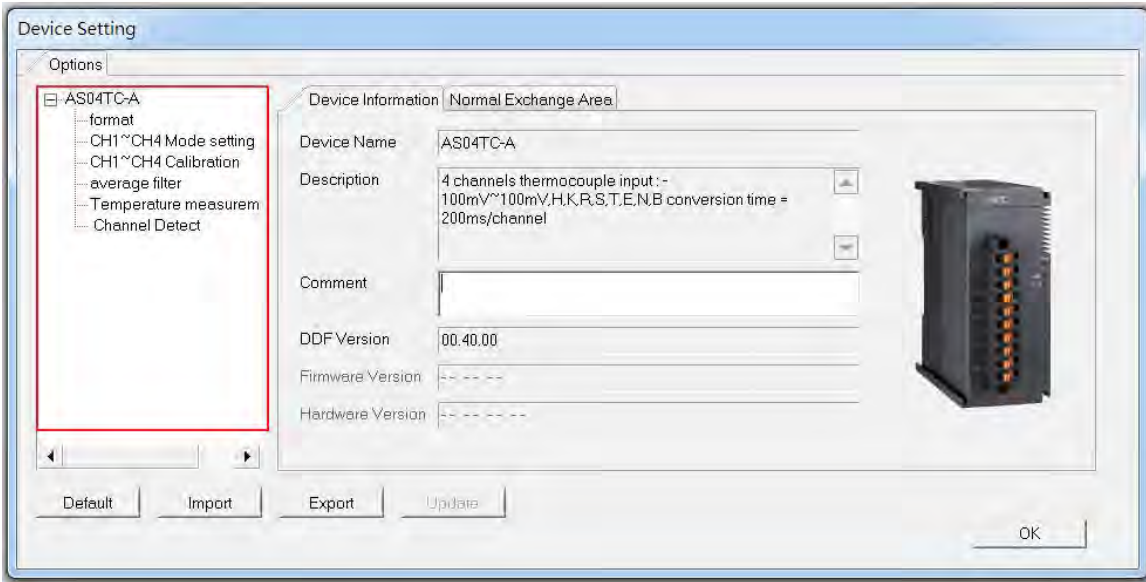 Device Setting
Options
AS04TC-A
format
CH1~CH4 Mode setting
CH1~CH4 Calibration
average filter
Temperature measurem
Channel Detect
Device Information
Normal Exchange Area
Device Name
AS04TC-A
Description
4 channels thermocouple input : -
100mV~100mV,H,K,R,S,T,E,N,B conversion time =
200ms/channel
Comment
DDF Version
00.40.00
Firmware Version
-- -- --
Hardware Version
-- -- -- --
Default
Import
Export
Update
OK